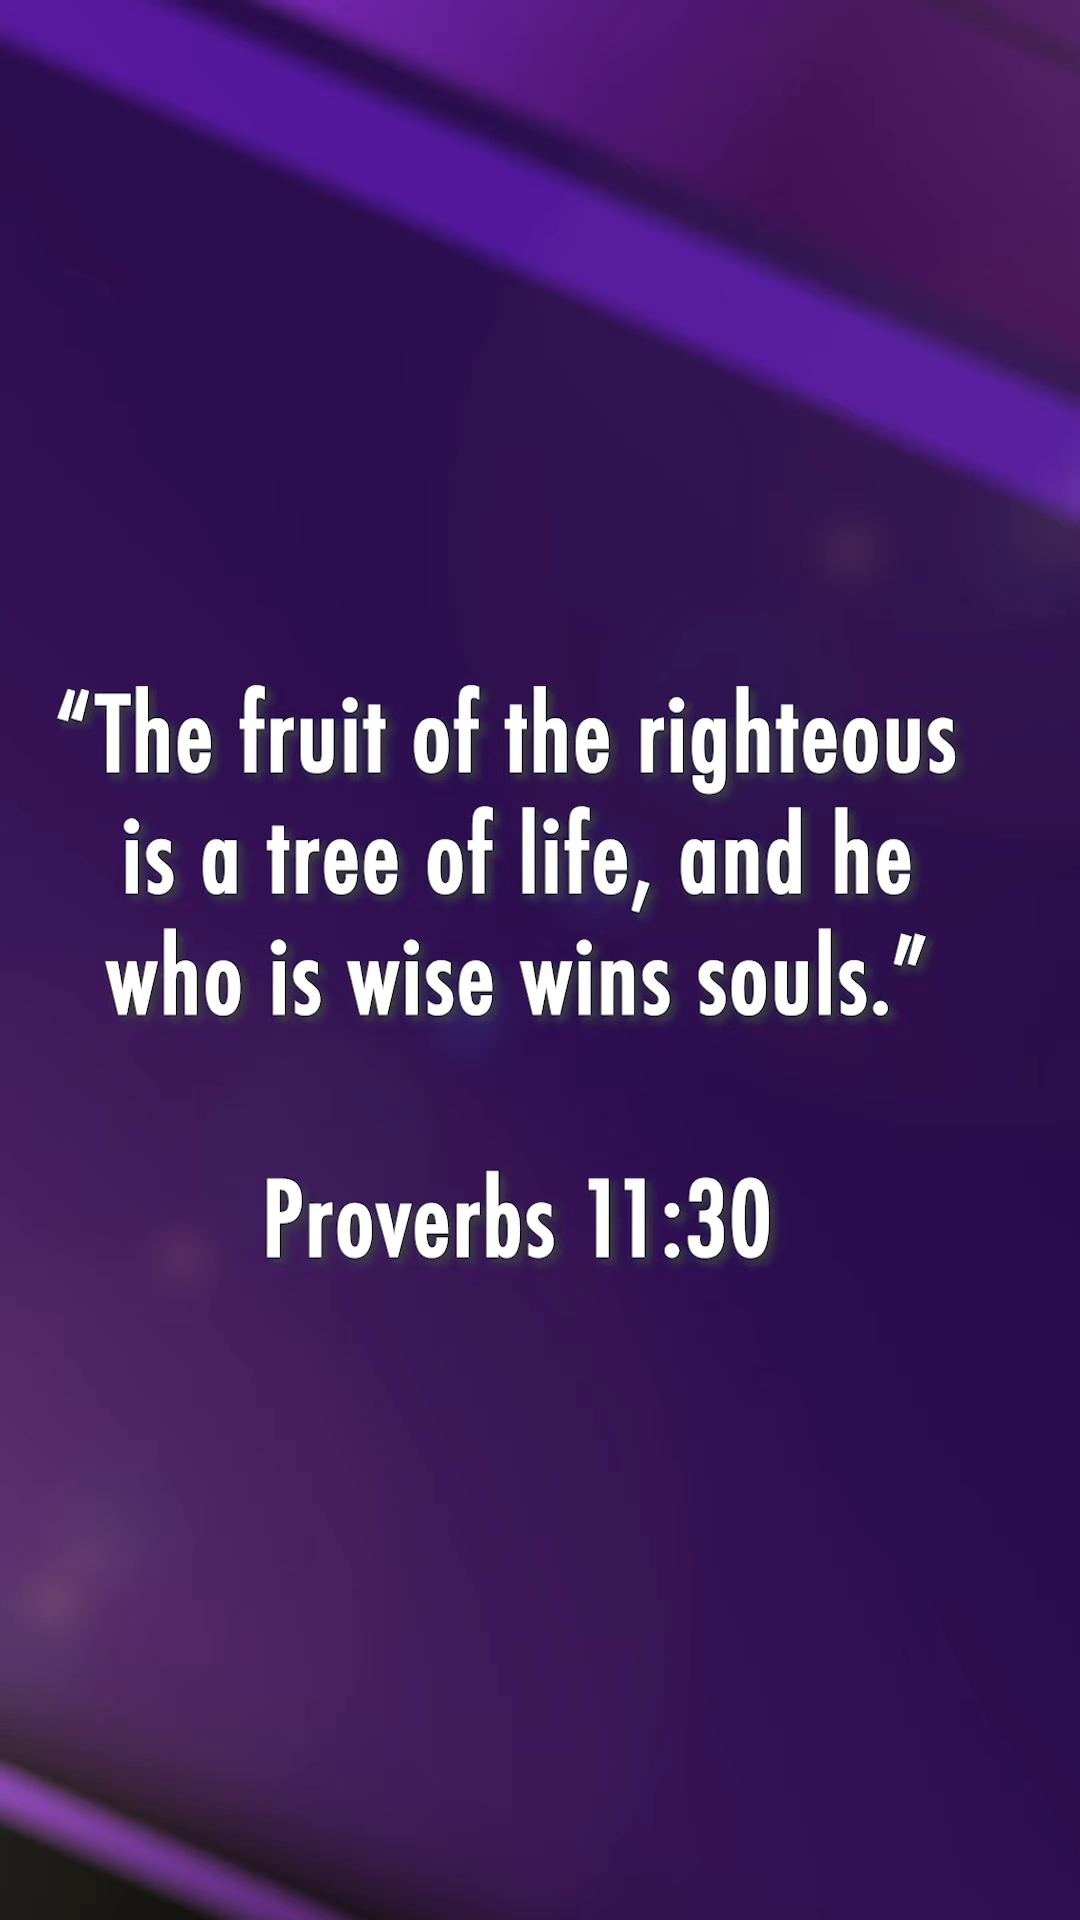 “The fruit of the righteous
is a tree of life, and he
who is wise wins souls.”
Proverbs 11:30